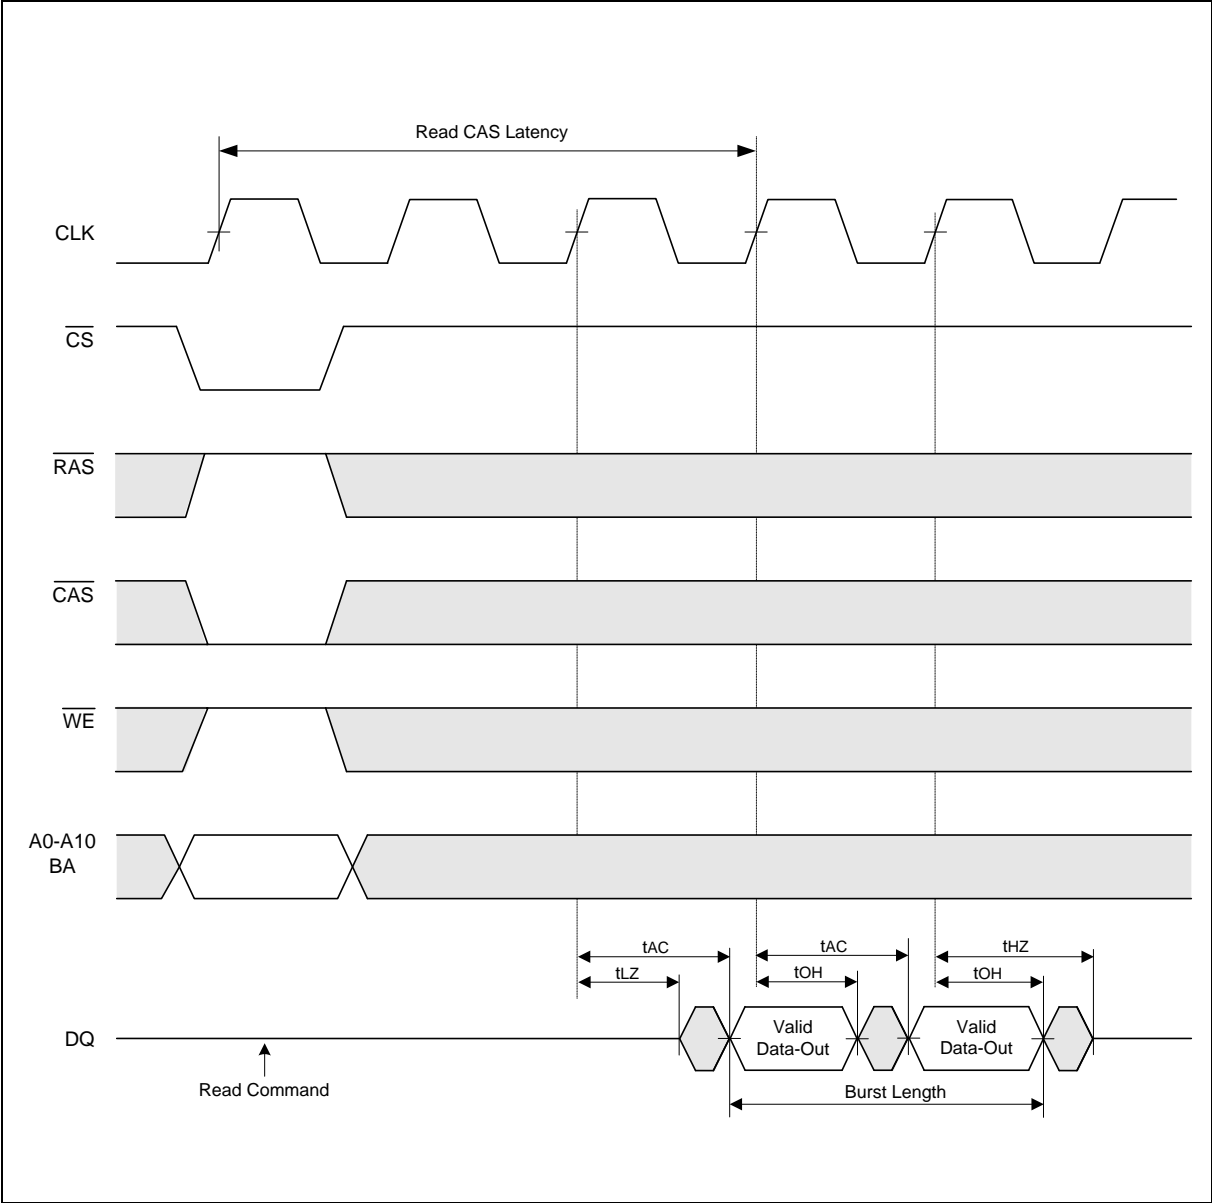 Read CAS Latency
CLK
CS
RAS
CAS
WE
A0-A10
BA
tAC
tAC
tHZ
tLZ
tOH
tOH
DQ
Valid
Data-Out
Valid
Data-Out
Read Command
Burst Length